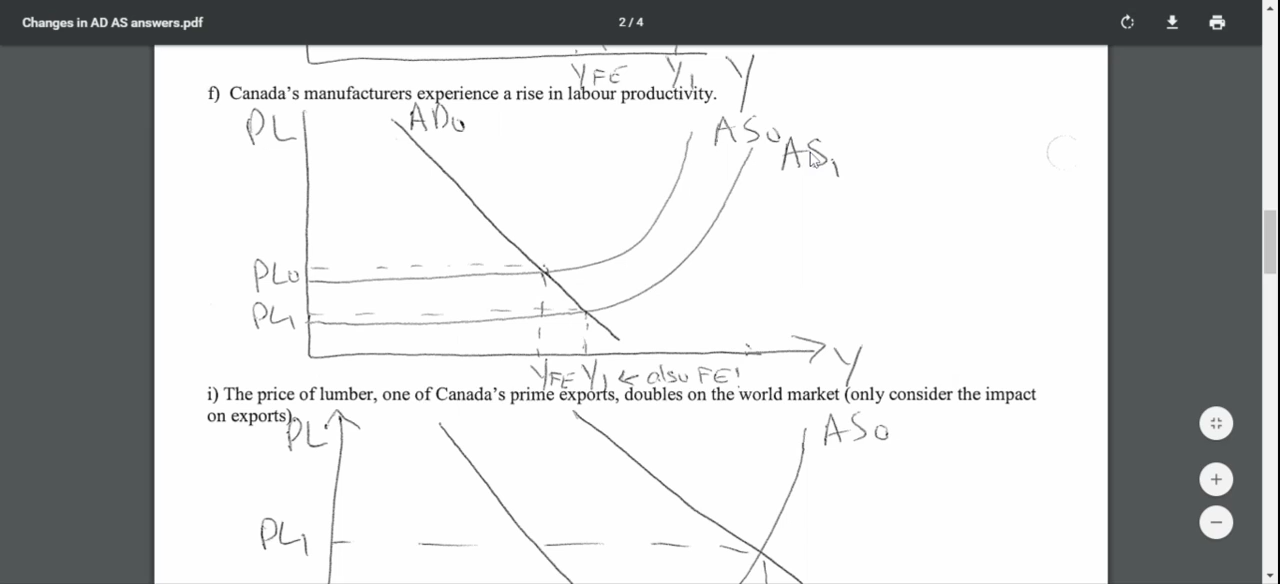 Changes in AD AS answers.pdf
2 / 4
YFE Y1 Y
f) Canada's manufacturers experience a rise in labour productivity.
PL AD0 AS0 AS1
PL0
PL1
YFE Y1 ← also FE! Y
i) The price of lumber, one of Canada's prime exports, doubles on the world market (only consider the impact
on exports).
PL AS0
PL1